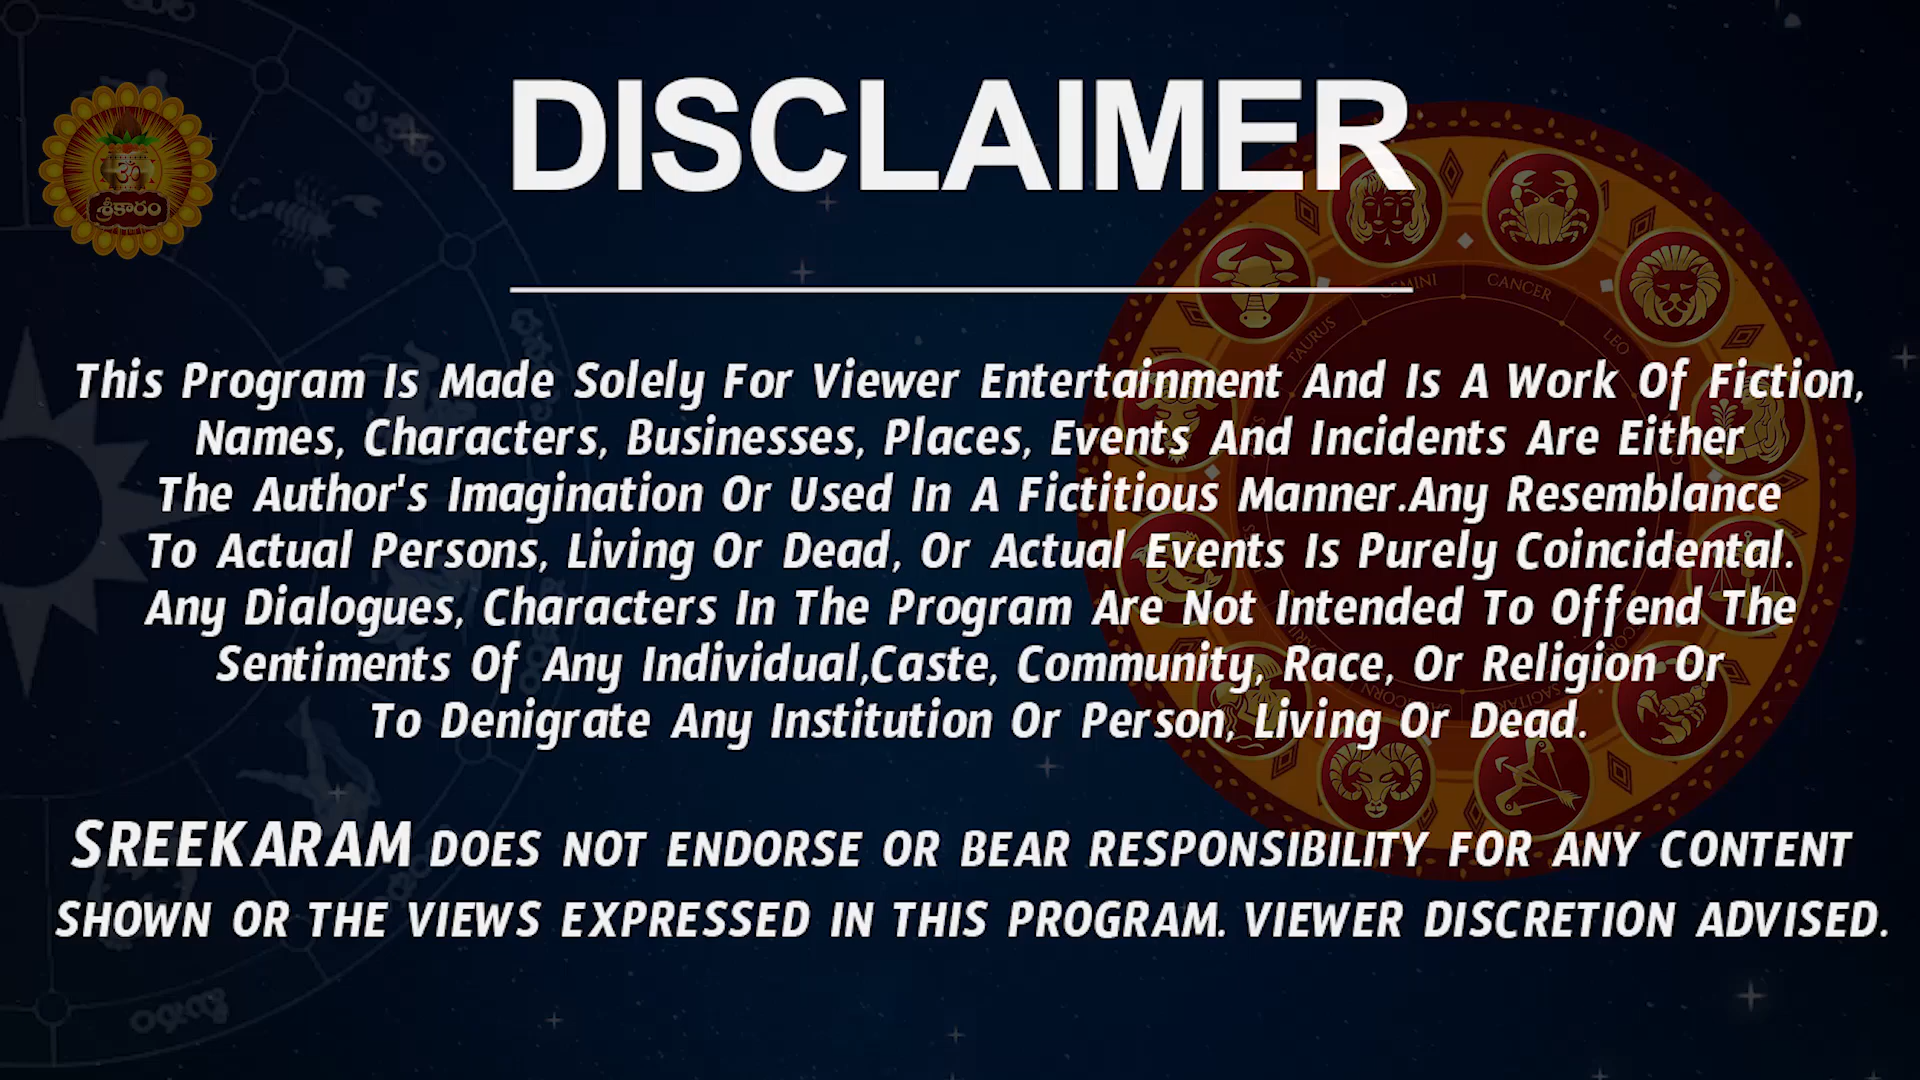 DISCLAIMER
శ్రీకారం
GEMINI
CANCER
TAURUS
LEO
This Program Is Made Solely For Viewer Entertainment And Is A Work Of Fiction,
Names, Characters, Businesses, Places, Events And Incidents Are Either
The Author's Imagination Or Used In A Fictitious Manner.Any Resemblance
To Actual Persons, Living Or Dead, Or Actual Events Is Purely Coincidental.
Any Dialogues, Characters In The Program Are Not Intended To Offend The
Sentiments Of Any Individual,Caste, Community, Race, Or Religion Or
To Denigrate Any Institution Or Person, Living Or Dead.
SREEKARAM DOES NOT ENDORSE OR BEAR RESPONSIBILITY FOR ANY CONTENT
SHOWN OR THE VIEWS EXPRESSED IN THIS PROGRAM. VIEWER DISCRETION ADVISED.